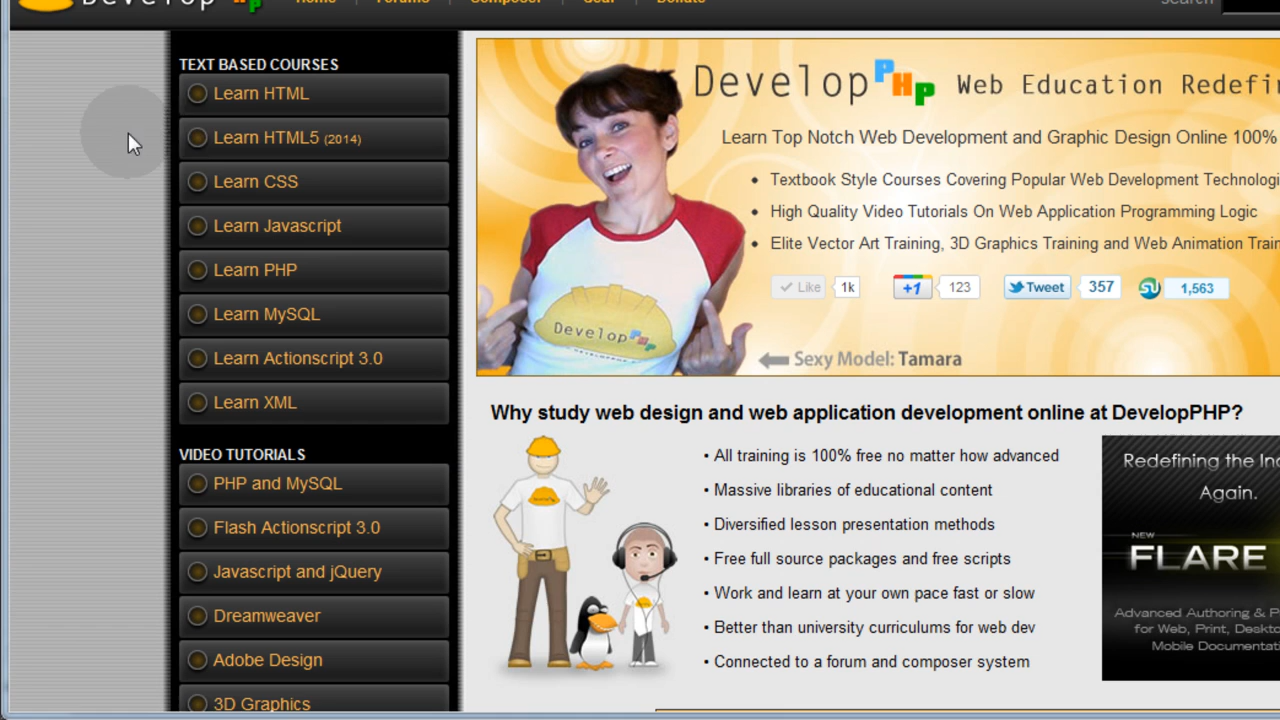 Develop PHP
Home
Forums
Composer
Gear
Donate
search
TEXT BASED COURSES
Learn HTML
Learn HTML5 (2014)
Learn CSS
Learn Javascript
Learn PHP
Learn MySQL
Learn Actionscript 3.0
Learn XML
VIDEO TUTORIALS
PHP and MySQL
Flash Actionscript 3.0
Javascript and jQuery
Dreamweaver
Adobe Design
3D Graphics
Develop PHP Web Education Redefi
Learn Top Notch Web Development and Graphic Design Online 100%
• Textbook Style Courses Covering Popular Web Development Technologi
• High Quality Video Tutorials On Web Application Programming Logic
• Elite Vector Art Training, 3D Graphics Training and Web Animation Train
Like 1k +1 123 Tweet 357 1,563
Develop PHP
Sexy Model: Tamara
Why study web design and web application development online at DevelopPHP?
• All training is 100% free no matter how advanced
• Massive libraries of educational content
• Diversified lesson presentation methods
• Free full source packages and free scripts
• Work and learn at your own pace fast or slow
• Better than university curriculums for web dev
• Connected to a forum and composer system
Redefining the In
Again.
NEW
FLARE
Advanced Authoring & P
for Web, Print, Deskto
Mobile Documentati